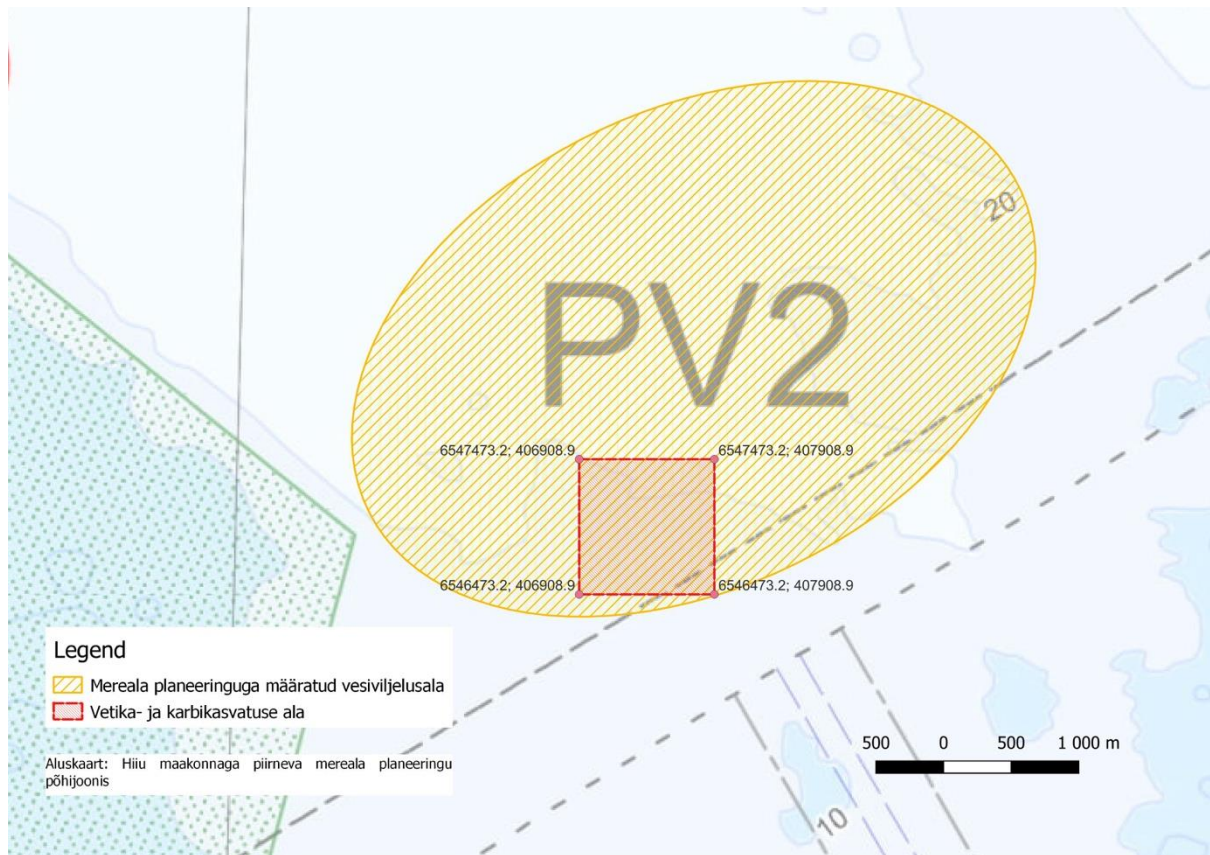 20
PV2
6547473.2; 406908.9
6547473.2; 407908.9
6546473.2; 406908.9
6546473.2; 407908.9
Legend
Mereala planeeringuga määratud vesiviljelusala
Vetika- ja karbikasvatuse ala
Aluskaart: Hiiu maakonnaga piirneva mereala planeeringu
põhijoonis
500 0 500 1 000 m
10